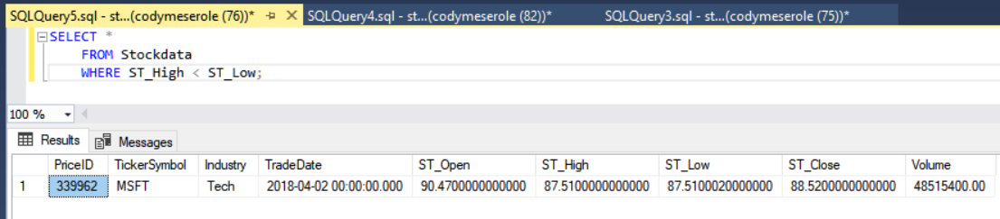 SQLQuery5.sql - st...(codymeserole (76))* SQLQuery4.sql - st...(codymeserole (82))* SQLQuery3.sql - st...(codymeserole (75))*
SELECT *
FROM Stockdata
WHERE ST_High < ST_Low;
100 %
Results Messages
PriceID TickerSymbol Industry TradeDate ST_Open ST_High ST_Low ST_Close Volume
1 339962 MSFT Tech 2018-04-02 00:00:00.000 90.4700000000000 87.5100000000000 87.5100020000000 88.5200000000000 48515400.00